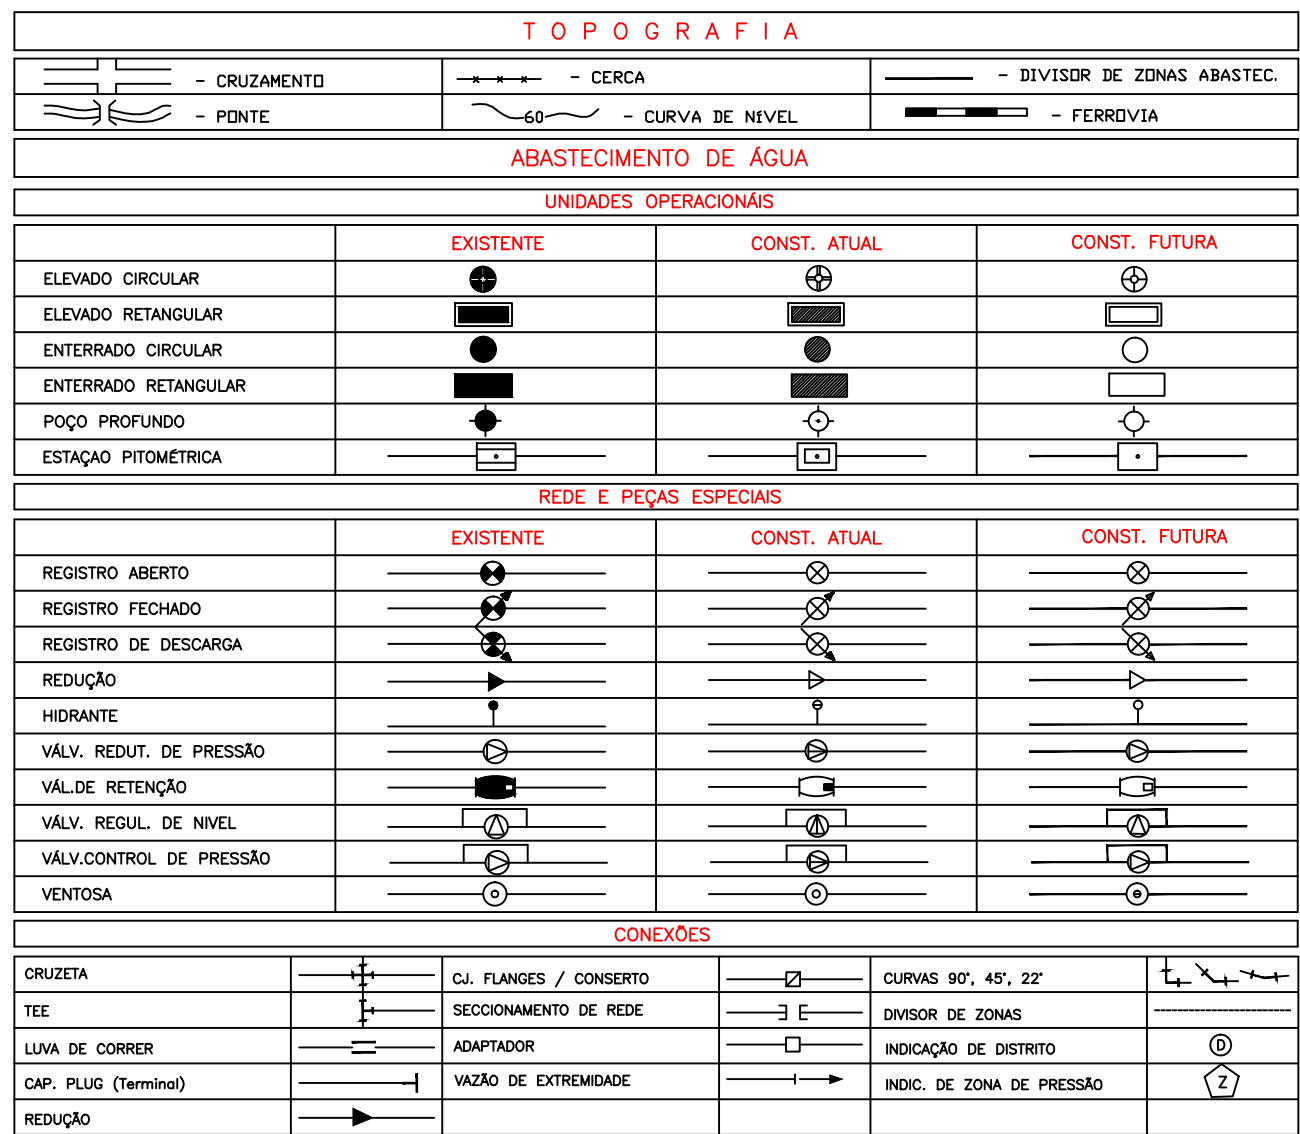 T O P O G R A F I A
- CRUZAMENTO - CERCA - DIVISOR DE ZONAS ABASTEC.
- PONTE 60 - CURVA DE NÍVEL - FERROVIA
ABASTECIMENTO DE ÁGUA
UNIDADES OPERACIONÁIS
EXISTENTE CONST. ATUAL CONST. FUTURA
ELEVADO CIRCULAR
ELEVADO RETANGULAR
ENTERRADO CIRCULAR
ENTERRADO RETANGULAR
POÇO PROFUNDO
ESTAÇAO PITOMÉTRICA
REDE E PEÇAS ESPECIAIS
EXISTENTE CONST. ATUAL CONST. FUTURA
REGISTRO ABERTO
REGISTRO FECHADO
REGISTRO DE DESCARGA
REDUÇÃO
HIDRANTE
VÁLV. REDUT. DE PRESSÃO
VÁL.DE RETENÇÃO
VÁLV. REGUL. DE NIVEL
VÁLV.CONTROL DE PRESSÃO
VENTOSA
CONEXÕES
CRUZETA CJ. FLANGES / CONSERTO CURVAS 90°, 45°, 22°
TEE SECCIONAMENTO DE REDE DIVISOR DE ZONAS
LUVA DE CORRER ADAPTADOR INDICAÇÃO DE DISTRITO D
CAP. PLUG (Terminal) VAZÃO DE EXTREMIDADE INDIC. DE ZONA DE PRESSÃO Z
REDUÇÃO